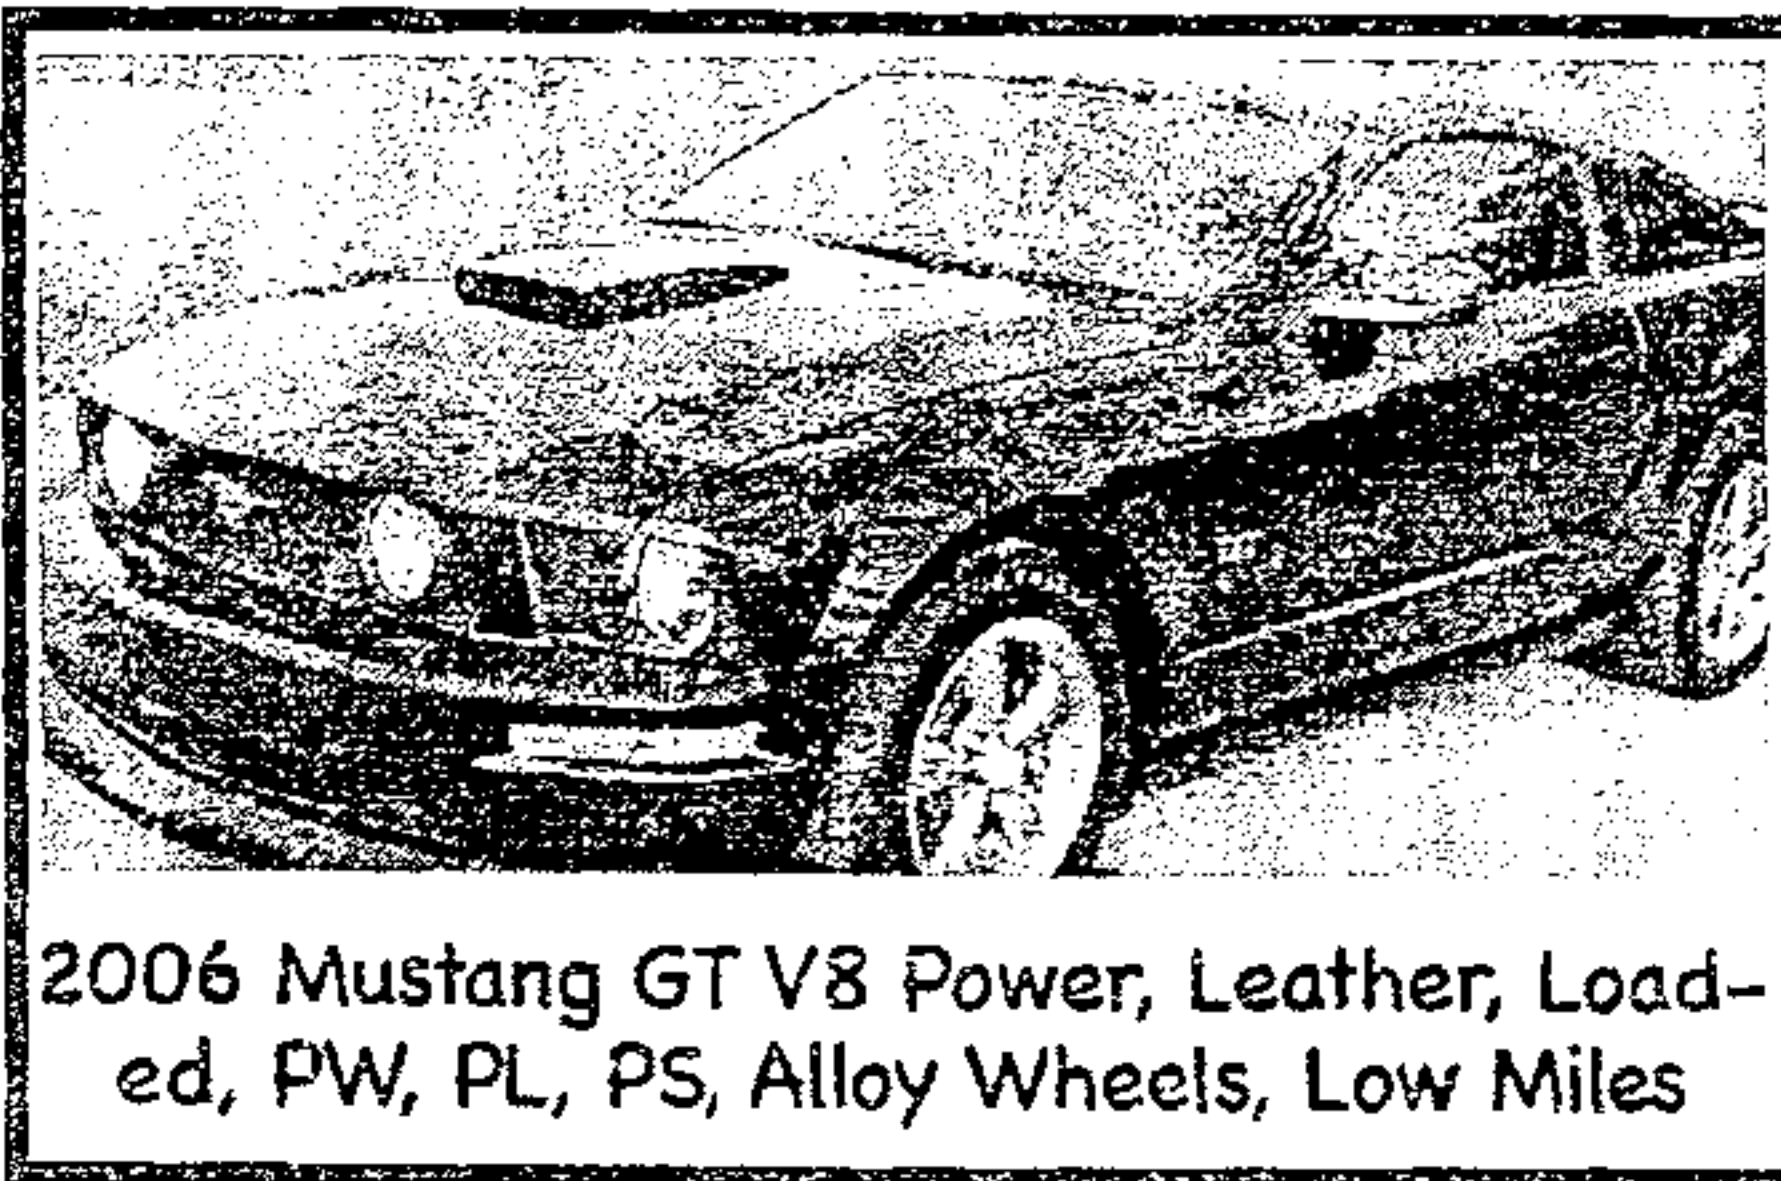 2006 Mustang GT V8 Power, Leather, Load-
ed, PW, PL, PS, Alloy Wheels, Low Miles